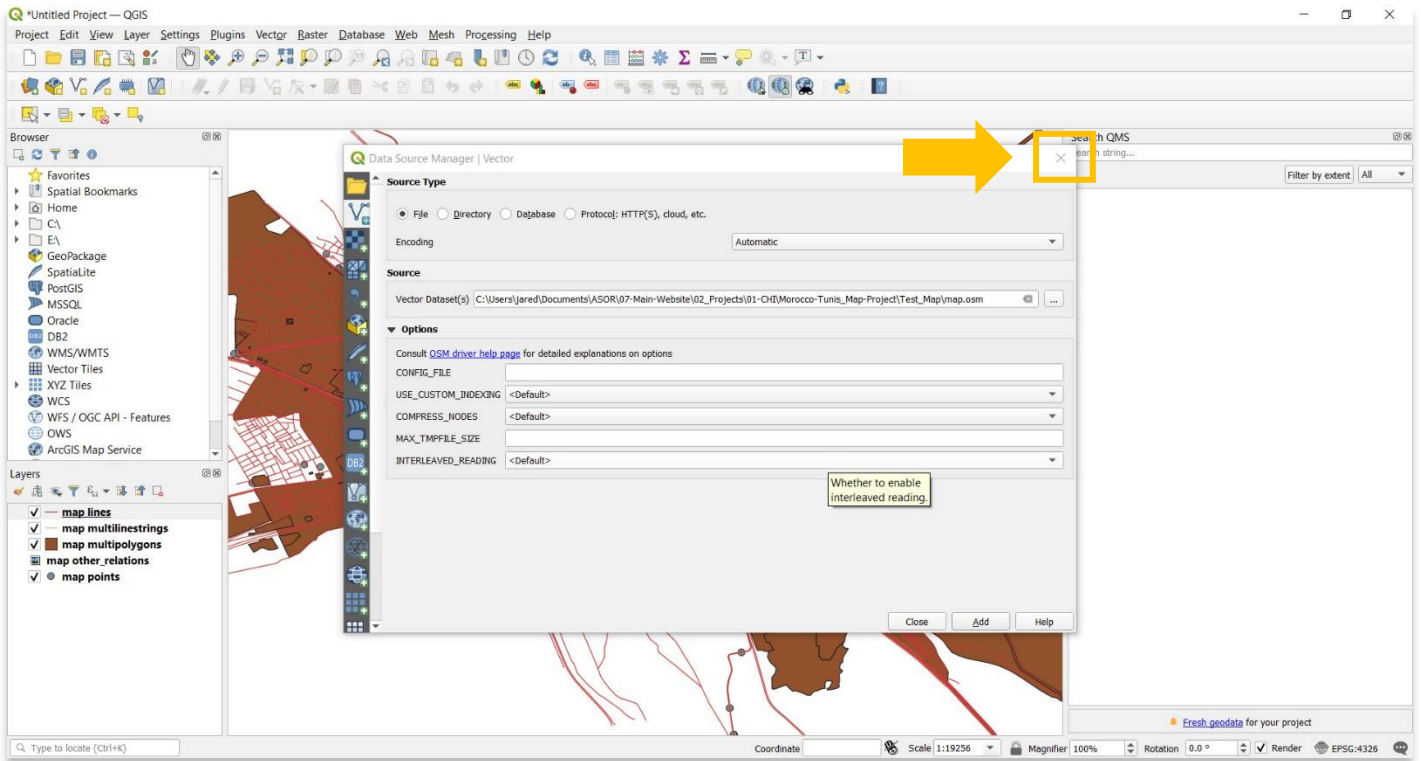 *Untitled Project — QGIS
Project Edit View Layer Settings Plugins Vector Raster Database Web Mesh Processing Help
Browser
Favorites
Spatial Bookmarks
Home
C:\
E:\
GeoPackage
SpatiaLite
PostGIS
MSSQL
Oracle
DB2
WMS/WMTS
Vector Tiles
XYZ Tiles
WCS
WFS / OGC API - Features
OWS
ArcGIS Map Service
Layers
map lines
map multilinestrings
map multipolygons
map other_relations
map points
Data Source Manager | Vector
Source Type
File Directory Database Protocol: HTTP(S), cloud, etc.
Encoding Automatic
Source
Vector Dataset(s) C:\Users\jared\Documents\ASOR\07-Main-Website\02_Projects\01-CHI\Morocco-Tunis_Map-Project\Test_Map\map.osm ...
Options
Consult OSM driver help page for detailed explanations on options
CONFIG_FILE
USE_CUSTOM_INDEXING <Default>
COMPRESS_NODES <Default>
MAX_TMPFILE_SIZE
INTERLEAVED_READING <Default>
Whether to enable
interleaved reading.
DB2
Close Add Help
Search QMS
Search string...
Filter by extent All
Fresh geodata for your project
Type to locate (Ctrl+K) Coordinate Scale 1:19256 Magnifier 100% Rotation 0.0 ° Render EPSG:4326